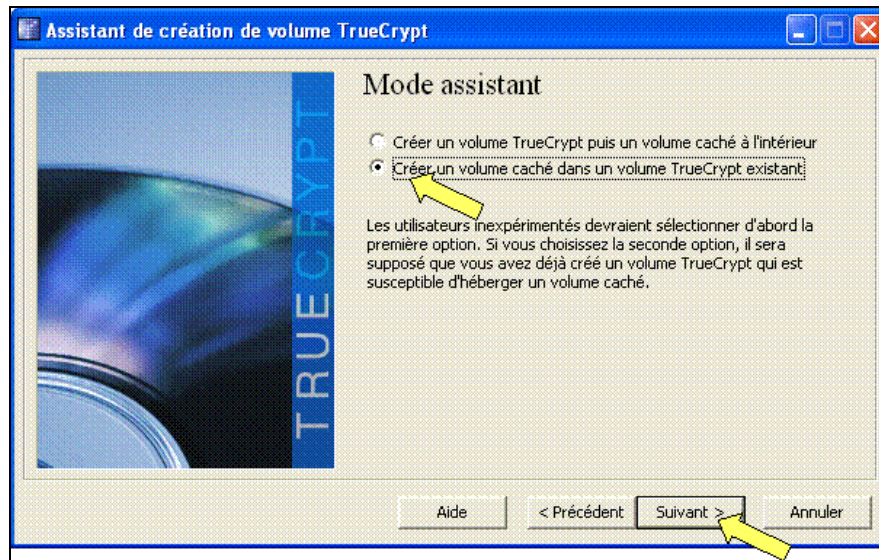 Assistant de création de volume TrueCrypt
Mode assistant
Créer un volume TrueCrypt puis un volume caché à l'intérieur
Créer un volume caché dans un volume TrueCrypt existant
Les utilisateurs inexpérimentés devraient sélectionner d'abord la
première option. Si vous choisissez la seconde option, il sera
supposé que vous avez déjà créé un volume TrueCrypt qui est
susceptible d'héberger un volume caché.
TRUECRYPT
Aide
< Précédent
Suivant >
Annuler